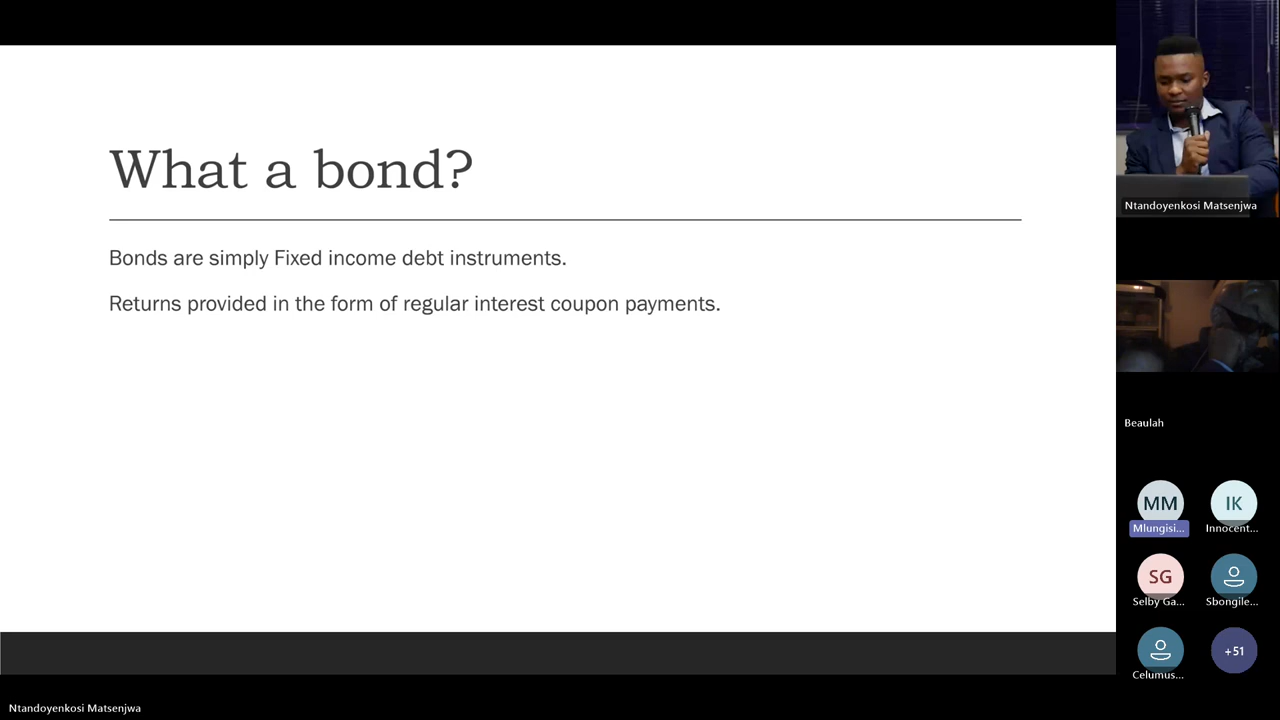 What a bond?
Bonds are simply Fixed income debt instruments.
Returns provided in the form of regular interest coupon payments.
Ntandoyenkosi Matsenjwa
Beaulah
MM
Mlungisi...
IK
Innocent...
SG
Selby Ga...
Sbongile...
Celumus...
+51
Ntandoyenkosi Matsenjwa